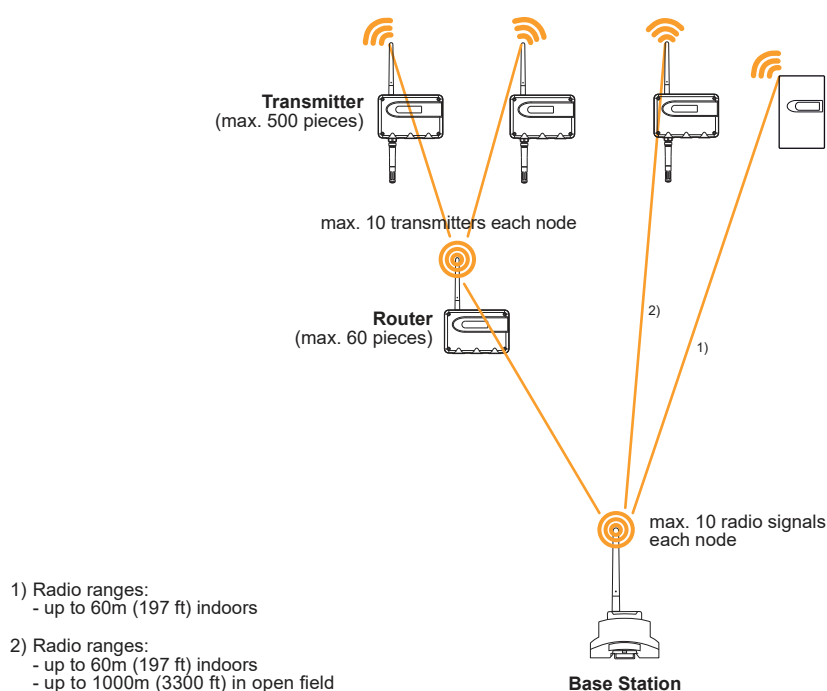 Transmitter
(max. 500 pieces)
max. 10 transmitters each node
Router
(max. 60 pieces)
2)
1)
max. 10 radio signals
each node
1) Radio ranges:
- up to 60m (197 ft) indoors
2) Radio ranges:
- up to 60m (197 ft) indoors
- up to 1000m (3300 ft) in open field
Base Station